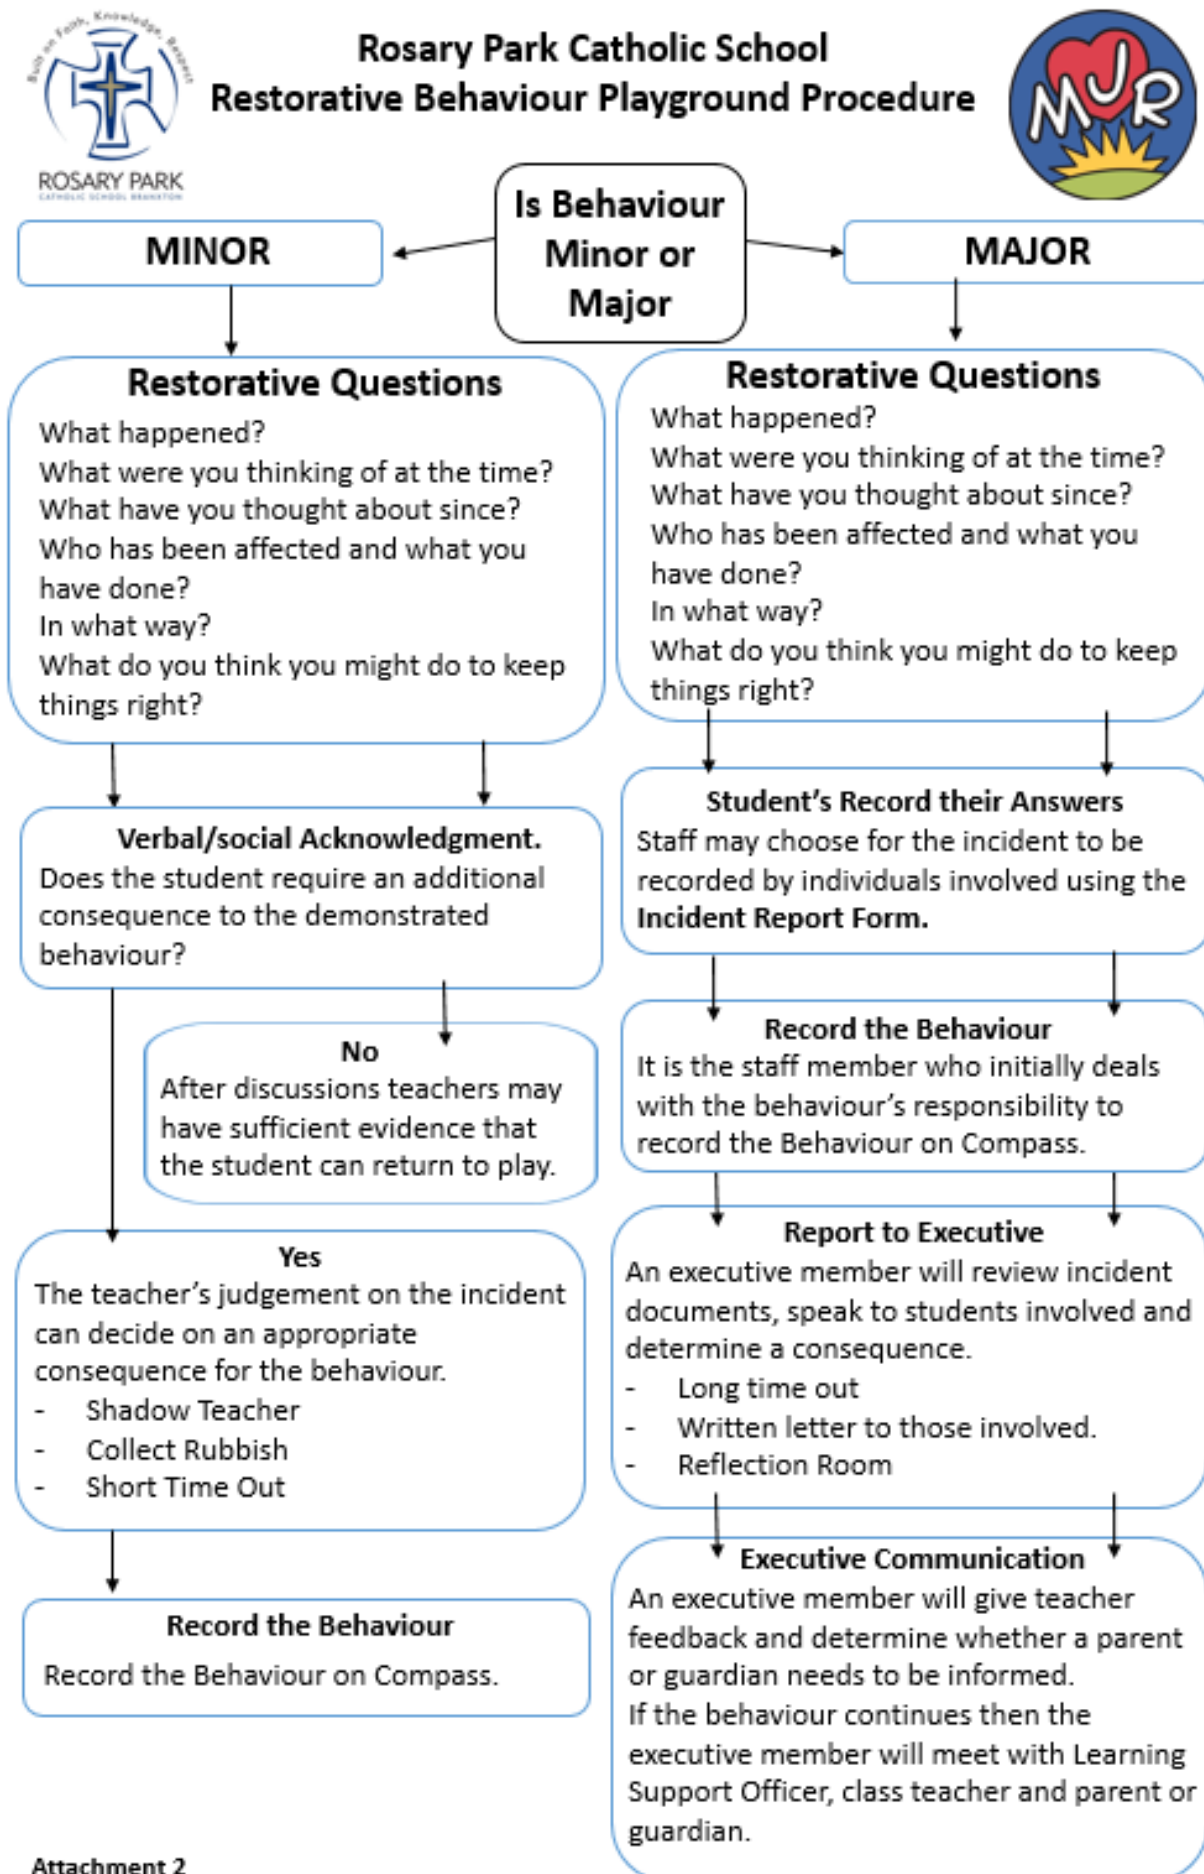 Built on Faith, Knowledge, Respect
ROSARY PARK
CATHOLIC SCHOOL BRANXTON
Rosary Park Catholic School
Restorative Behaviour Playground Procedure
MJR
Is Behaviour
Minor or
Major
MINOR
MAJOR
Restorative Questions
What happened?
What were you thinking of at the time?
What have you thought about since?
Who has been affected and what you
have done?
In what way?
What do you think you might do to keep
things right?
Verbal/social Acknowledgment.
Does the student require an additional
consequence to the demonstrated
behaviour?
No
After discussions teachers may
have sufficient evidence that
the student can return to play.
Yes
The teacher's judgement on the incident
can decide on an appropriate
consequence for the behaviour.
- Shadow Teacher
- Collect Rubbish
- Short Time Out
Record the Behaviour
Record the Behaviour on Compass.
Restorative Questions
What happened?
What were you thinking of at the time?
What have you thought about since?
Who has been affected and what you
have done?
In what way?
What do you think you might do to keep
things right?
Student's Record their Answers
Staff may choose for the incident to be
recorded by individuals involved using the
Incident Report Form.
Record the Behaviour
It is the staff member who initially deals
with the behaviour's responsibility to
record the Behaviour on Compass.
Report to Executive
An executive member will review incident
documents, speak to students involved and
determine a consequence.
- Long time out
- Written letter to those involved.
- Reflection Room
Executive Communication
An executive member will give teacher
feedback and determine whether a parent
or guardian needs to be informed.
If the behaviour continues then the
executive member will meet with Learning
Support Officer, class teacher and parent or
guardian.
Attachment 2